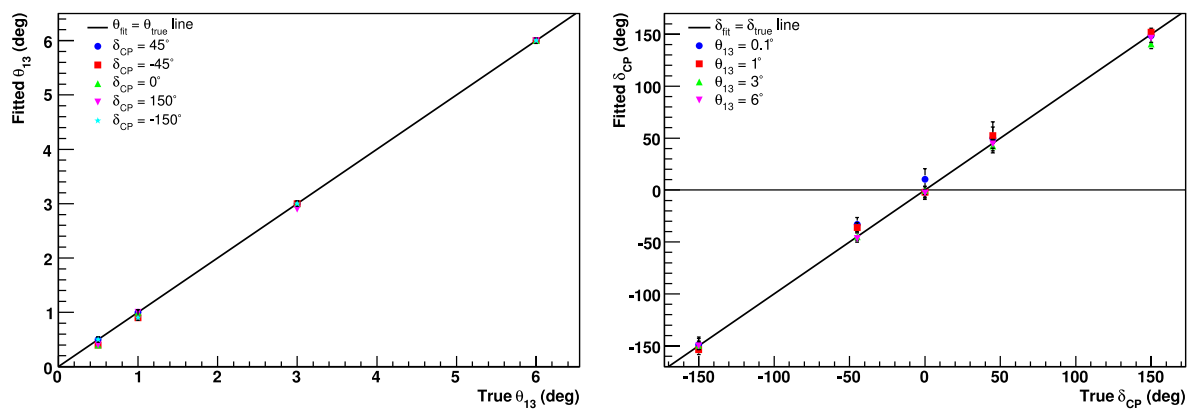 θfit = θtrue line
δCP 45°
δCP = -45°
δCP = 0°
δCP = 150°
δCP = -150°
Fitted θ13 (deg)
6
5
4
3
2
1
0
0 1 2 3 4 5 6
True θ13 (deg)
δfit = δtrue line
θ13 = 0.1°
θ13 = 1°
θ13 = 3°
θ13 = 6°
Fitted δCP (deg)
150
100
50
0
-50
-100
-150
-150 -100 -50 0 50 100 150
True δCP (deg)